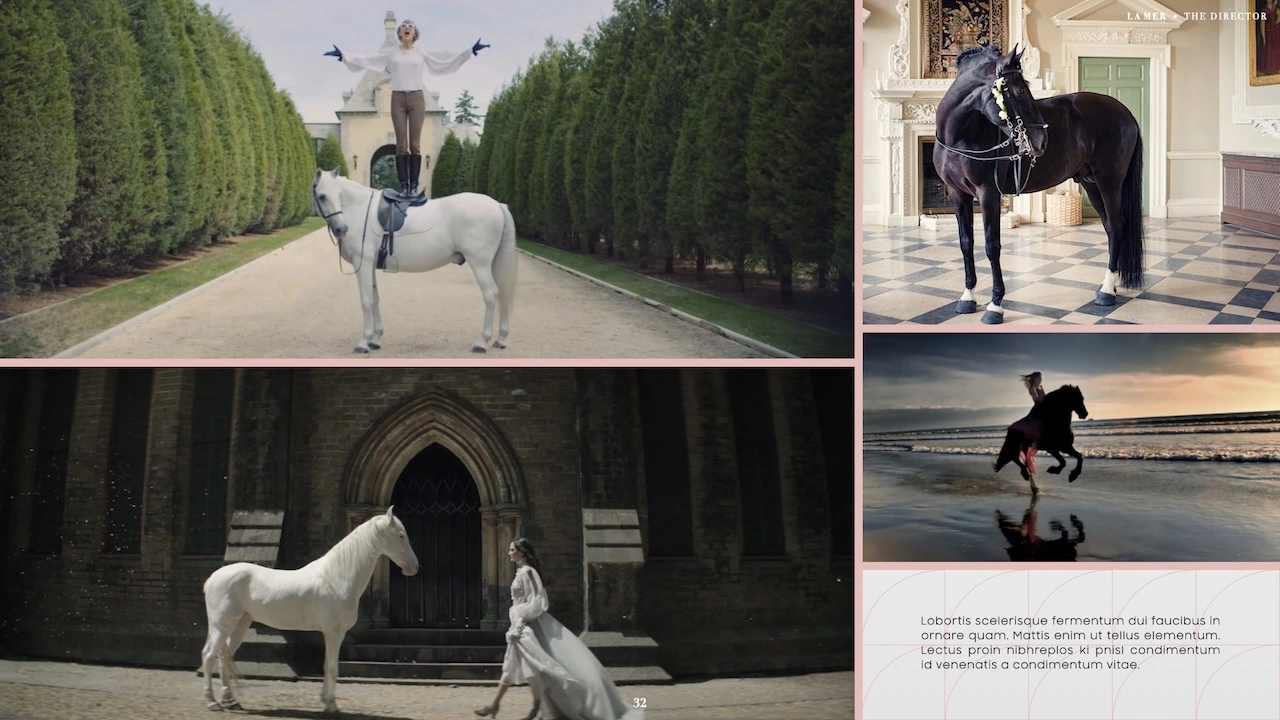 LA MER • THE DIRECTOR
Lobortis scelerisque fermentum dui faucibus in
ornare quam. Mattis enim ut tellus elementum.
Lectus proin nibhreplos ki pnisl condimentum
id venenatis a condimentum vitae.
32